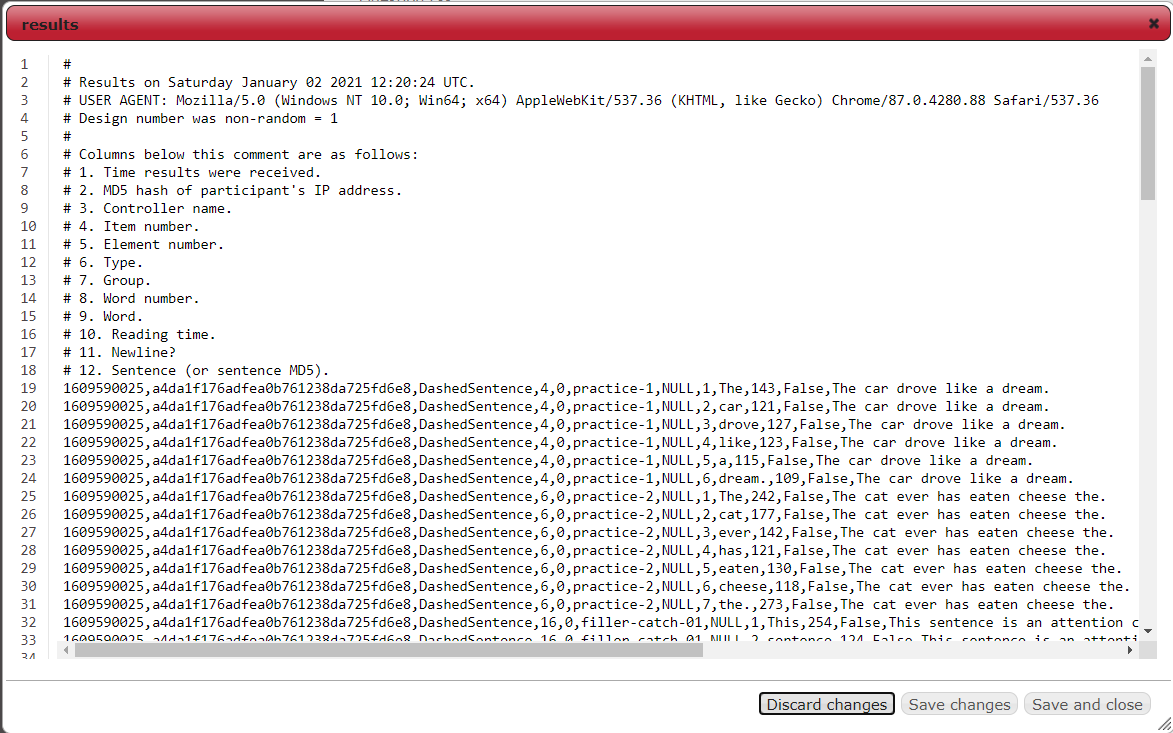 results
1 #
2 # Results on Saturday January 02 2021 12:20:24 UTC.
3 # USER AGENT: Mozilla/5.0 (Windows NT 10.0; Win64; x64) AppleWebKit/537.36 (KHTML, like Gecko) Chrome/87.0.4280.88 Safari/537.36
4 # Design number was non-random = 1
5 #
6 # Columns below this comment are as follows:
7 # 1. Time results were received.
8 # 2. MD5 hash of participant's IP address.
9 # 3. Controller name.
10 # 4. Item number.
11 # 5. Element number.
12 # 6. Type.
13 # 7. Group.
14 # 8. Word number.
15 # 9. Word.
16 # 10. Reading time.
17 # 11. Newline?
18 # 12. Sentence (or sentence MD5).
19 1609590025,a4da1f176adfea0b761238da725fd6e8,DashedSentence,4,0,practice-1,NULL,1,The,143,False,The car drove like a dream.
20 1609590025,a4da1f176adfea0b761238da725fd6e8,DashedSentence,4,0,practice-1,NULL,2,car,121,False,The car drove like a dream.
21 1609590025,a4da1f176adfea0b761238da725fd6e8,DashedSentence,4,0,practice-1,NULL,3,drove,127,False,The car drove like a dream.
22 1609590025,a4da1f176adfea0b761238da725fd6e8,DashedSentence,4,0,practice-1,NULL,4,like,123,False,The car drove like a dream.
23 1609590025,a4da1f176adfea0b761238da725fd6e8,DashedSentence,4,0,practice-1,NULL,5,a,115,False,The car drove like a dream.
24 1609590025,a4da1f176adfea0b761238da725fd6e8,DashedSentence,4,0,practice-1,NULL,6,dream.,109,False,The car drove like a dream.
25 1609590025,a4da1f176adfea0b761238da725fd6e8,DashedSentence,6,0,practice-2,NULL,1,The,242,False,The cat ever has eaten cheese the.
26 1609590025,a4da1f176adfea0b761238da725fd6e8,DashedSentence,6,0,practice-2,NULL,2,cat,177,False,The cat ever has eaten cheese the.
27 1609590025,a4da1f176adfea0b761238da725fd6e8,DashedSentence,6,0,practice-2,NULL,3,ever,142,False,The cat ever has eaten cheese the.
28 1609590025,a4da1f176adfea0b761238da725fd6e8,DashedSentence,6,0,practice-2,NULL,4,has,121,False,The cat ever has eaten cheese the.
29 1609590025,a4da1f176adfea0b761238da725fd6e8,DashedSentence,6,0,practice-2,NULL,5,eaten,130,False,The cat ever has eaten cheese the.
30 1609590025,a4da1f176adfea0b761238da725fd6e8,DashedSentence,6,0,practice-2,NULL,6,cheese,118,False,The cat ever has eaten cheese the.
31 1609590025,a4da1f176adfea0b761238da725fd6e8,DashedSentence,6,0,practice-2,NULL,7,the.,273,False,The cat ever has eaten cheese the.
32 1609590025,a4da1f176adfea0b761238da725fd6e8,DashedSentence,16,0,filler-catch-01,NULL,1,This,254,False,This sentence is an attention c
33 1609590025,a4da1f176adfea0b761238da725fd6e8,DashedSentence,16,0,filler-catch-01,NULL,2,sentence,124,False,This sentence is an attenti
34
Discard changes Save changes Save and close